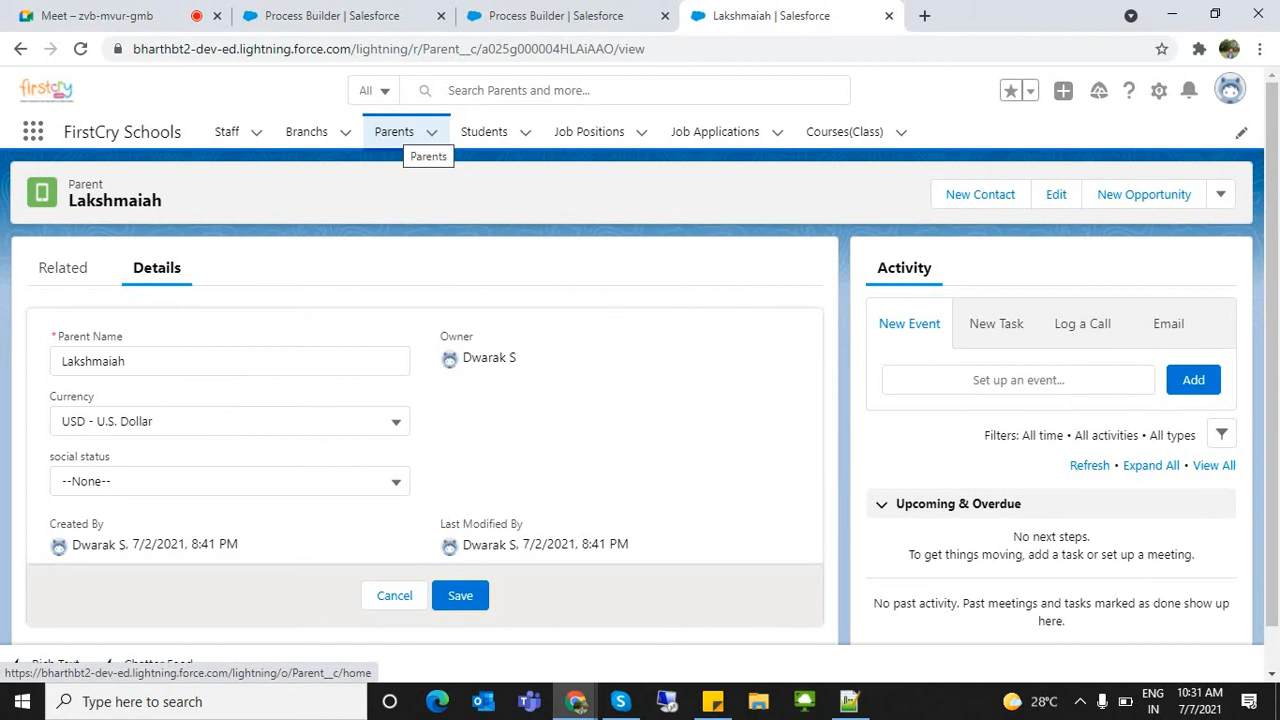 Meet – zvb-mvur-gmb
Process Builder | Salesforce
Process Builder | Salesforce
Lakshmaiah | Salesforce
bharthbt2-dev-ed.lightning.force.com/lightning/r/Parent__c/a025g000004HLAiAAO/view
firstcry
All
Search Parents and more...
FirstCry Schools
Staff
Branchs
Parents
Students
Job Positions
Job Applications
Courses(Class)
Parents
Parent
Lakshmaiah
New Contact
Edit
New Opportunity
Related
Details
Activity
* Parent Name
Lakshmaiah
Owner
Dwarak S
Currency
USD - U.S. Dollar
social status
--None--
Created By
Dwarak S, 7/2/2021, 8:41 PM
Last Modified By
Dwarak S, 7/2/2021, 8:41 PM
Cancel
Save
New Event
New Task
Log a Call
Email
Set up an event...
Add
Filters: All time • All activities • All types
Refresh • Expand All • View All
Upcoming & Overdue
No next steps.
To get things moving, add a task or set up a meeting.
No past activity. Past meetings and tasks marked as done show up
here.
Rich Text
Chatter Feed
https://bharthbt2-dev-ed.lightning.force.com/lightning/o/Parent__c/home
Type here to search
28°C
ENG
IN
10:31 AM
7/7/2021